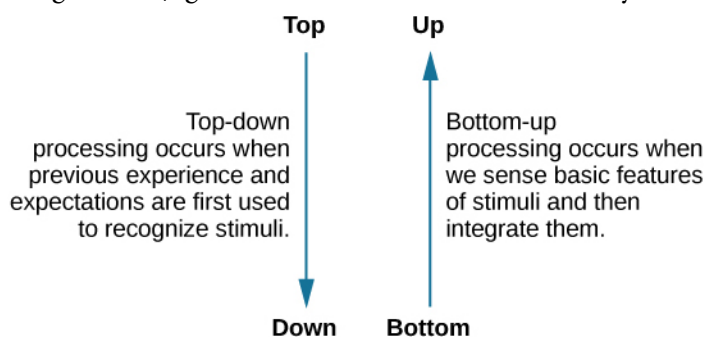 Top
Up
Top-down
processing occurs when
previous experience and
expectations are first used
to recognize stimuli.
Bottom-up
processing occurs when
we sense basic features
of stimuli and then
integrate them.
Down
Bottom